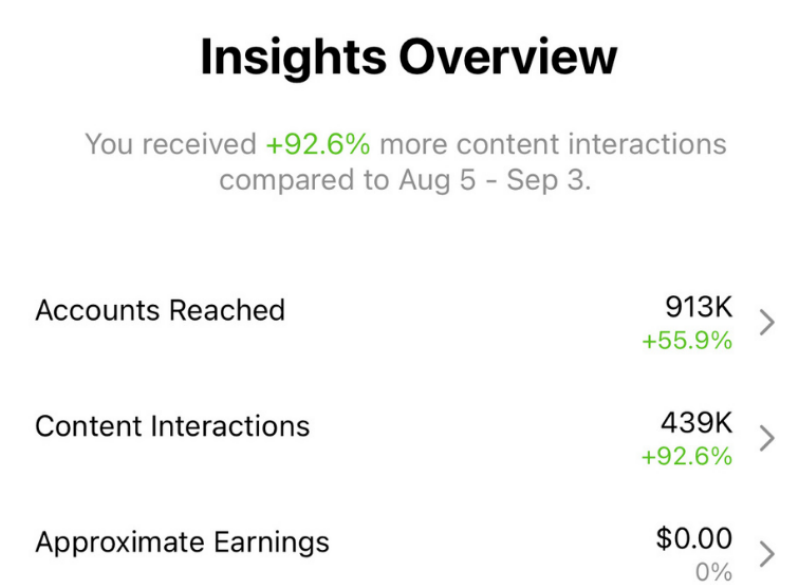 Insights Overview
You received +92.6% more content interactions
compared to Aug 5 - Sep 3.
Accounts Reached
913K
+55.9%
Content Interactions
439K
+92.6%
Approximate Earnings
$0.00
0%